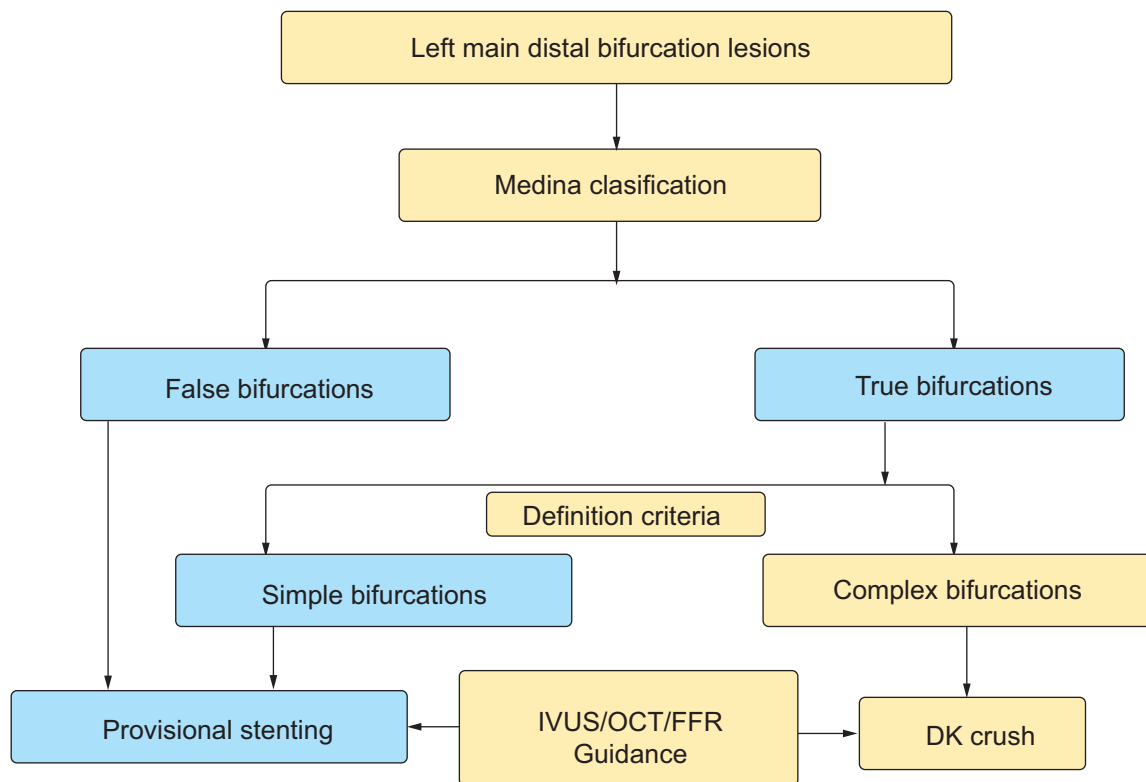 Left main distal bifurcation lesions
Medina clasification
False bifurcations
True bifurcations
Definition criteria
Simple bifurcations
Complex bifurcations
Provisional stenting
IVUS/OCT/FFR
Guidance
DK crush